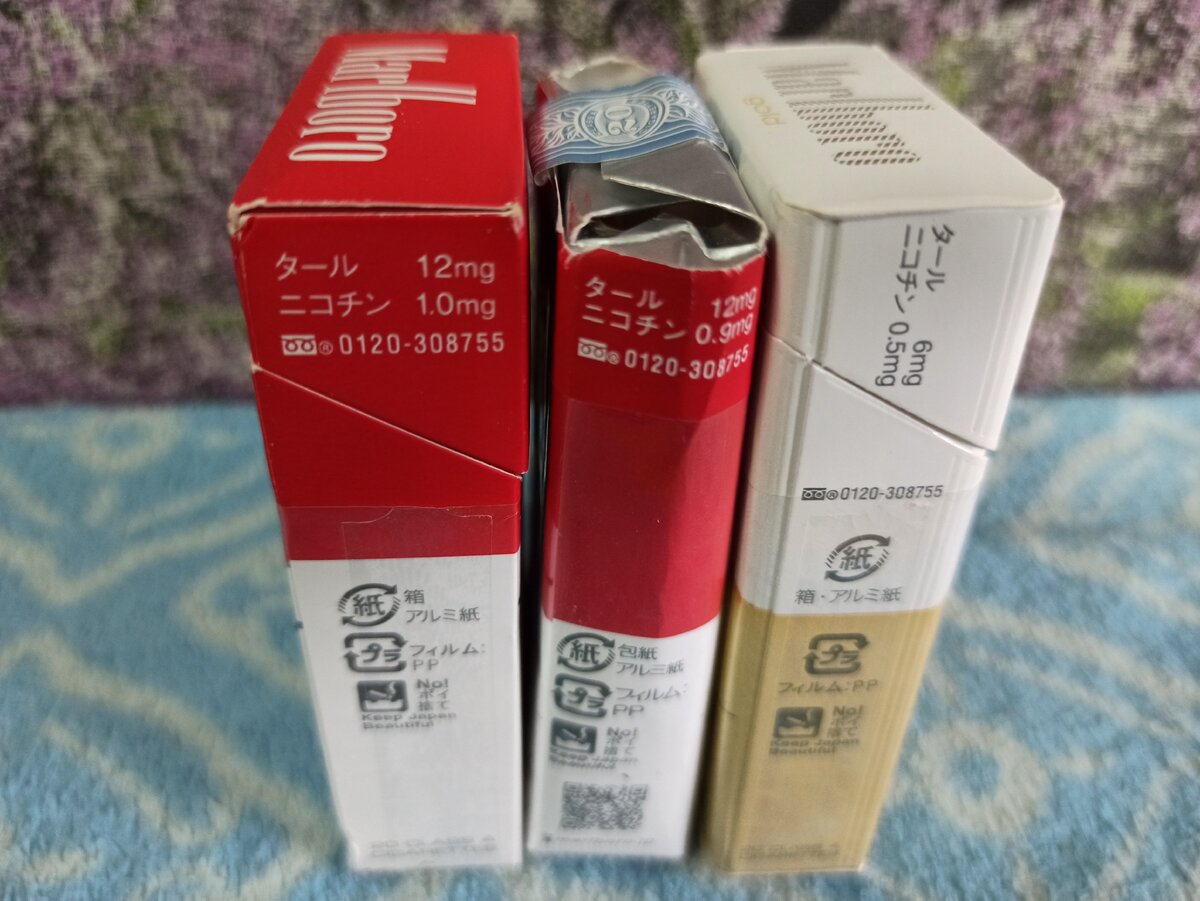 Marlboro
タール 12mg
ニコチン 1.0mg
®0120-308755
紙 箱
アルミ紙
プラ フィルム:
PP
No!
ポイ
捨て
Keep Japan
Beautiful
20
タール 12mg
ニコチン 0.9mg
®0120-308755
紙 包紙
アルミ紙
プラ フィルム:
PP
No!
ポイ
捨て
Keep Japan
Beautiful
Marlboro
gold
タール 6mg
ニコチン 0.5mg
®0120-308755
紙
箱・アルミ紙
プラ
フィルム:PP
No!
ポイ
捨て
Keep Japan
Beautiful